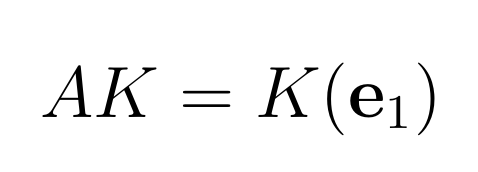 AK = K(𝐞₁)